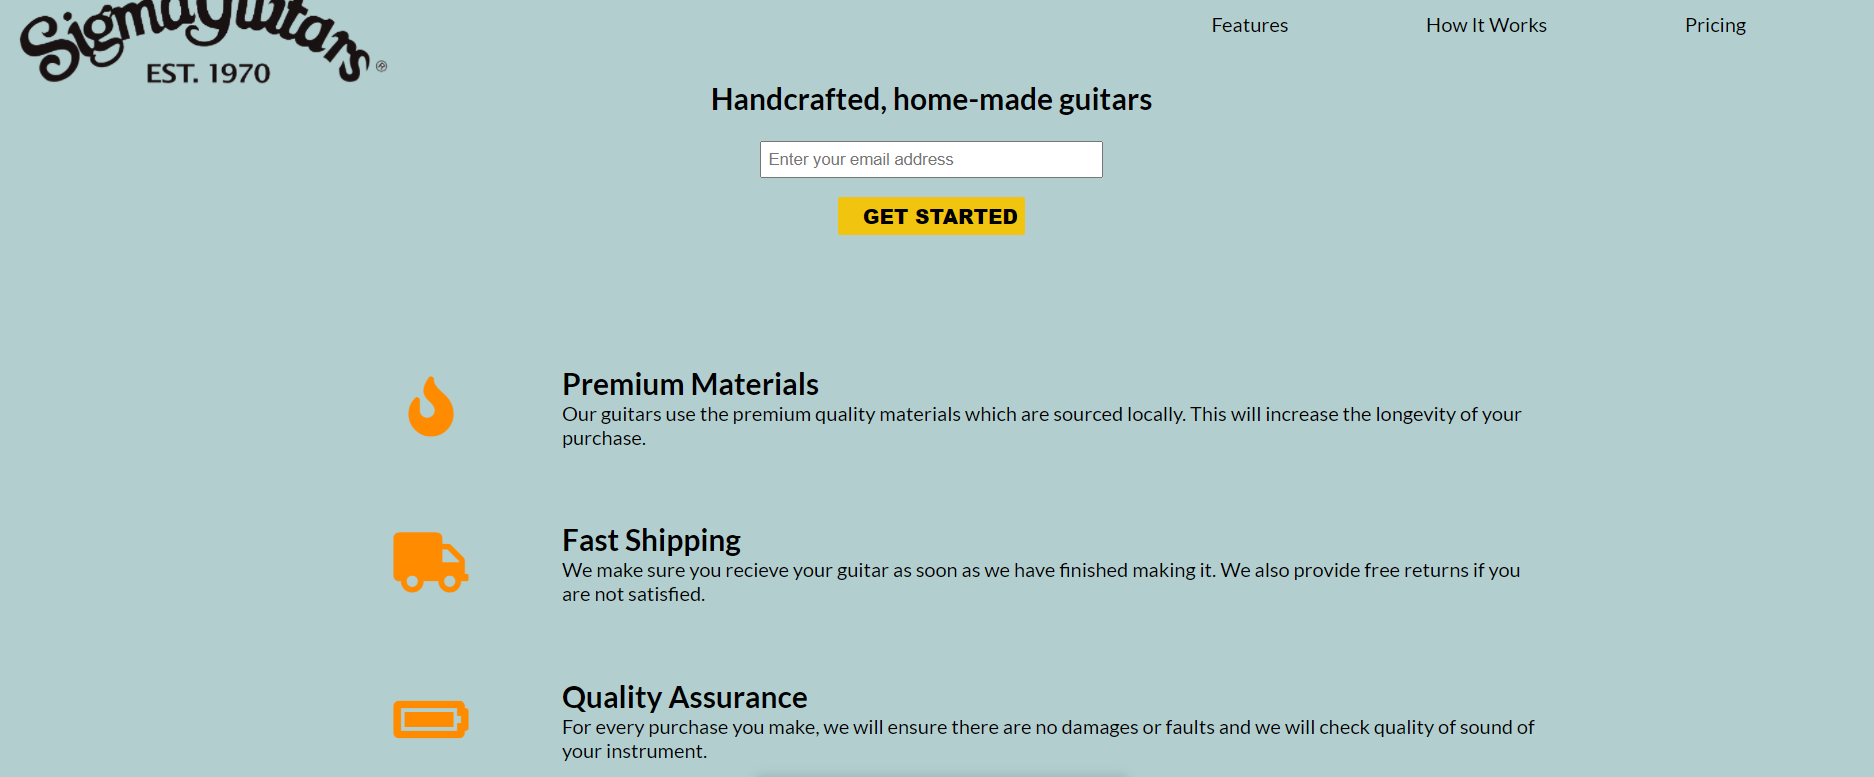 Sigma Guitars ®
EST. 1970
Features How It Works Pricing
Handcrafted, home-made guitars
Enter your email address
GET STARTED
Premium Materials
Our guitars use the premium quality materials which are sourced locally. This will increase the longevity of your
purchase.
Fast Shipping
We make sure you recieve your guitar as soon as we have finished making it. We also provide free returns if you
are not satisfied.
Quality Assurance
For every purchase you make, we will ensure there are no damages or faults and we will check quality of sound of
your instrument.